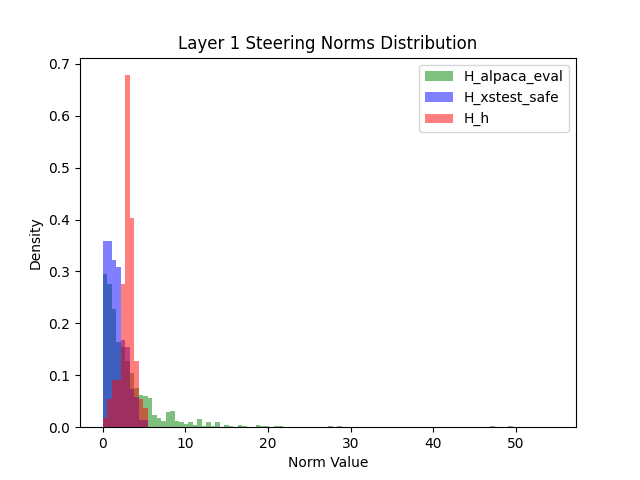 Layer 1 Steering Norms Distribution
H_alpaca_eval
H_xstest_safe
H_h
0.7
0.6
0.5
0.4
0.3
0.2
0.1
0.0
Density
0 10 20 30 40 50
Norm Value